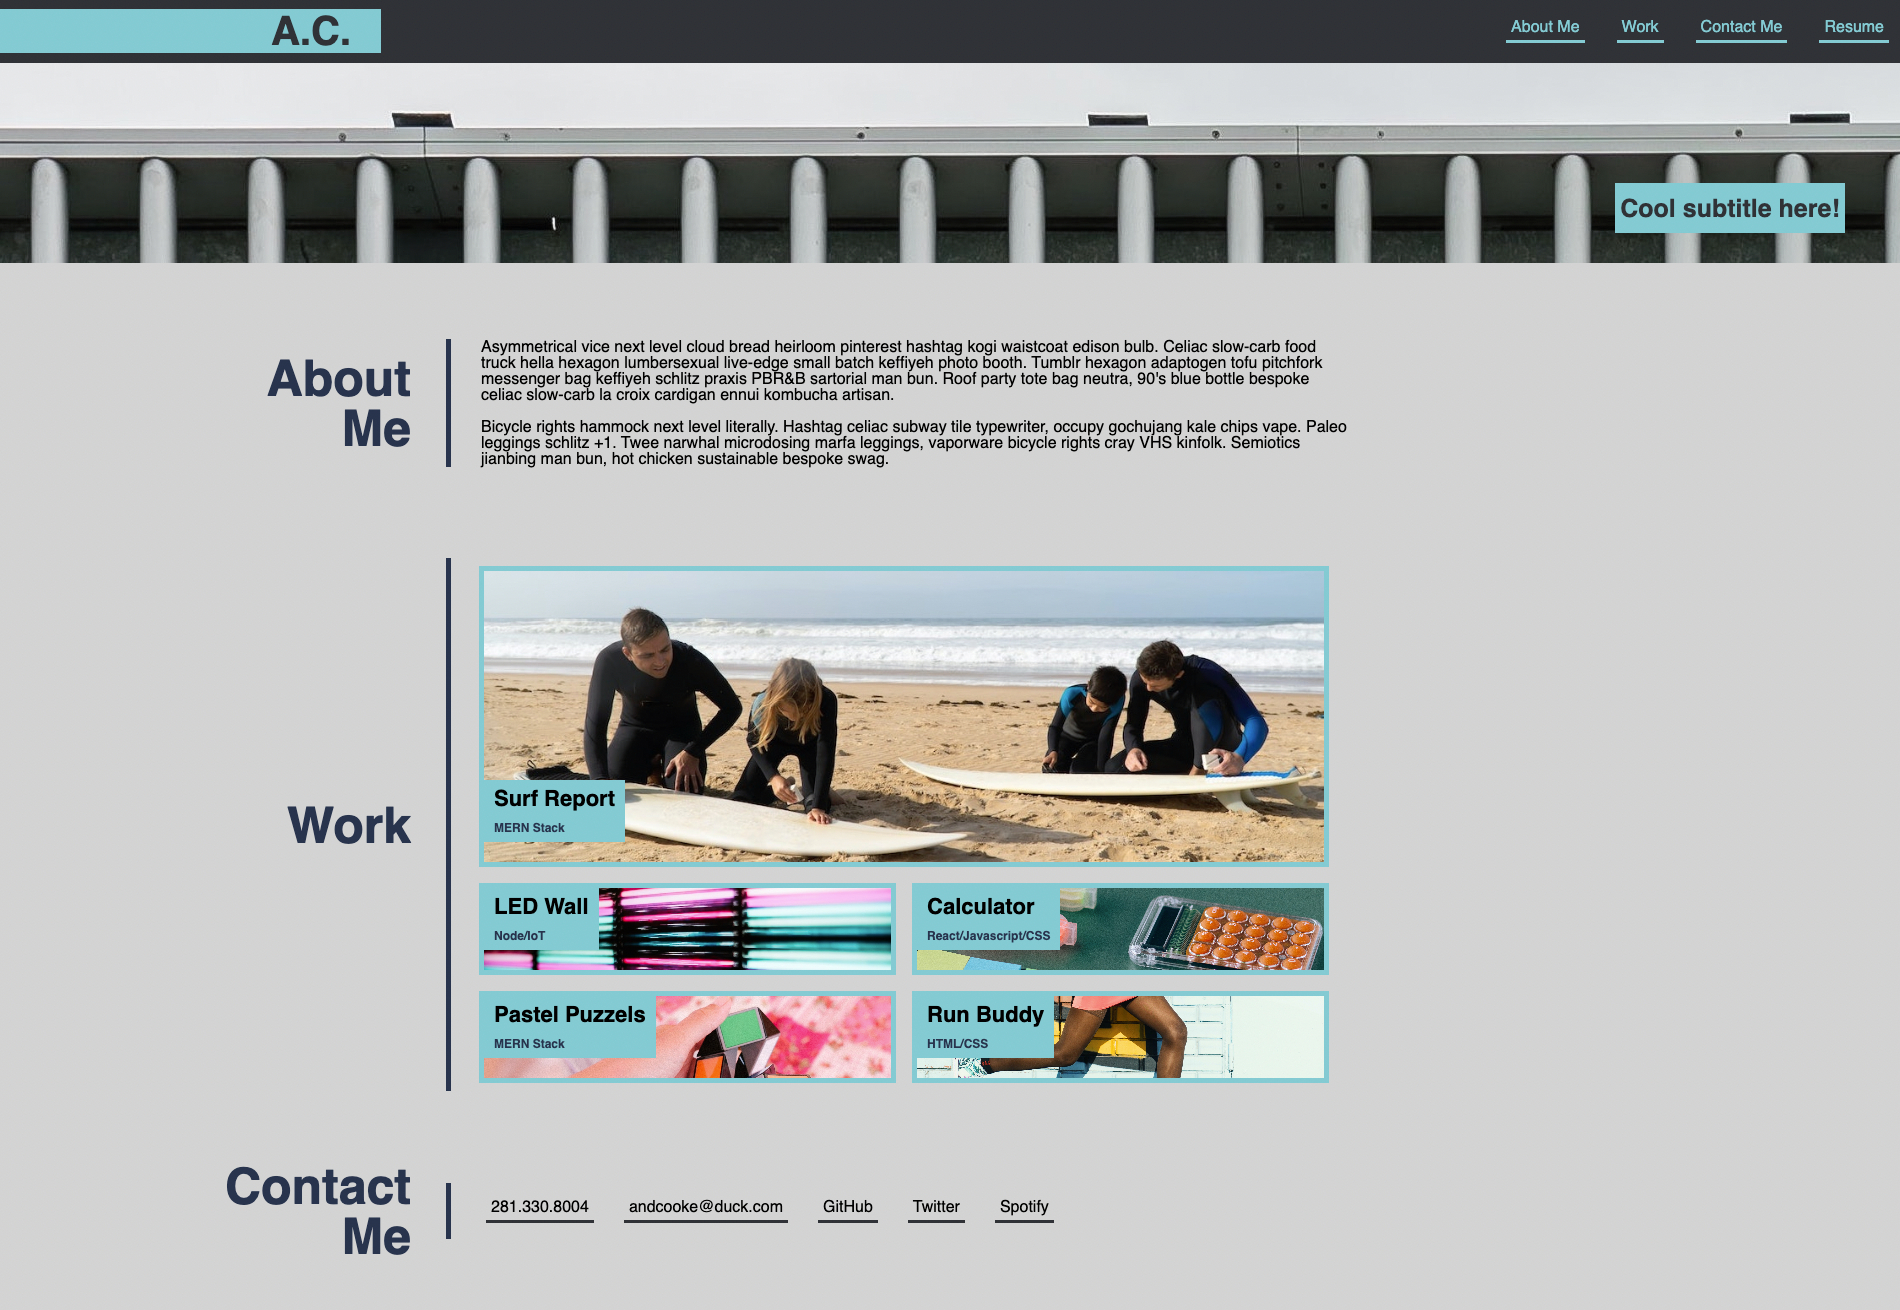 A.C.
About Me
Work
Contact Me
Resume
Cool subtitle here!
About
Me
Asymmetrical vice next level cloud bread heirloom pinterest hashtag kogi waistcoat edison bulb. Celiac slow-carb food
truck hella hexagon lumbersexual live-edge small batch keffiyeh photo booth. Tumblr hexagon adaptogen tofu pitchfork
messenger bag keffiyeh schlitz praxis PBR&B sartorial man bun. Roof party tote bag neutra, 90's blue bottle bespoke
celiac slow-carb la croix cardigan ennui kombucha artisan.
Bicycle rights hammock next level literally. Hashtag celiac subway tile typewriter, occupy gochujang kale chips vape. Paleo
leggings schlitz +1. Twee narwhal microdosing marfa leggings, vaporware bicycle rights cray VHS kinfolk. Semiotics
jianbing man bun, hot chicken sustainable bespoke swag.
Work
Surf Report
MERN Stack
LED Wall
Node/IoT
Calculator
React/Javascript/CSS
Pastel Puzzels
MERN Stack
Run Buddy
HTML/CSS
Contact
Me
281.330.8004
andcooke@duck.com
GitHub
Twitter
Spotify